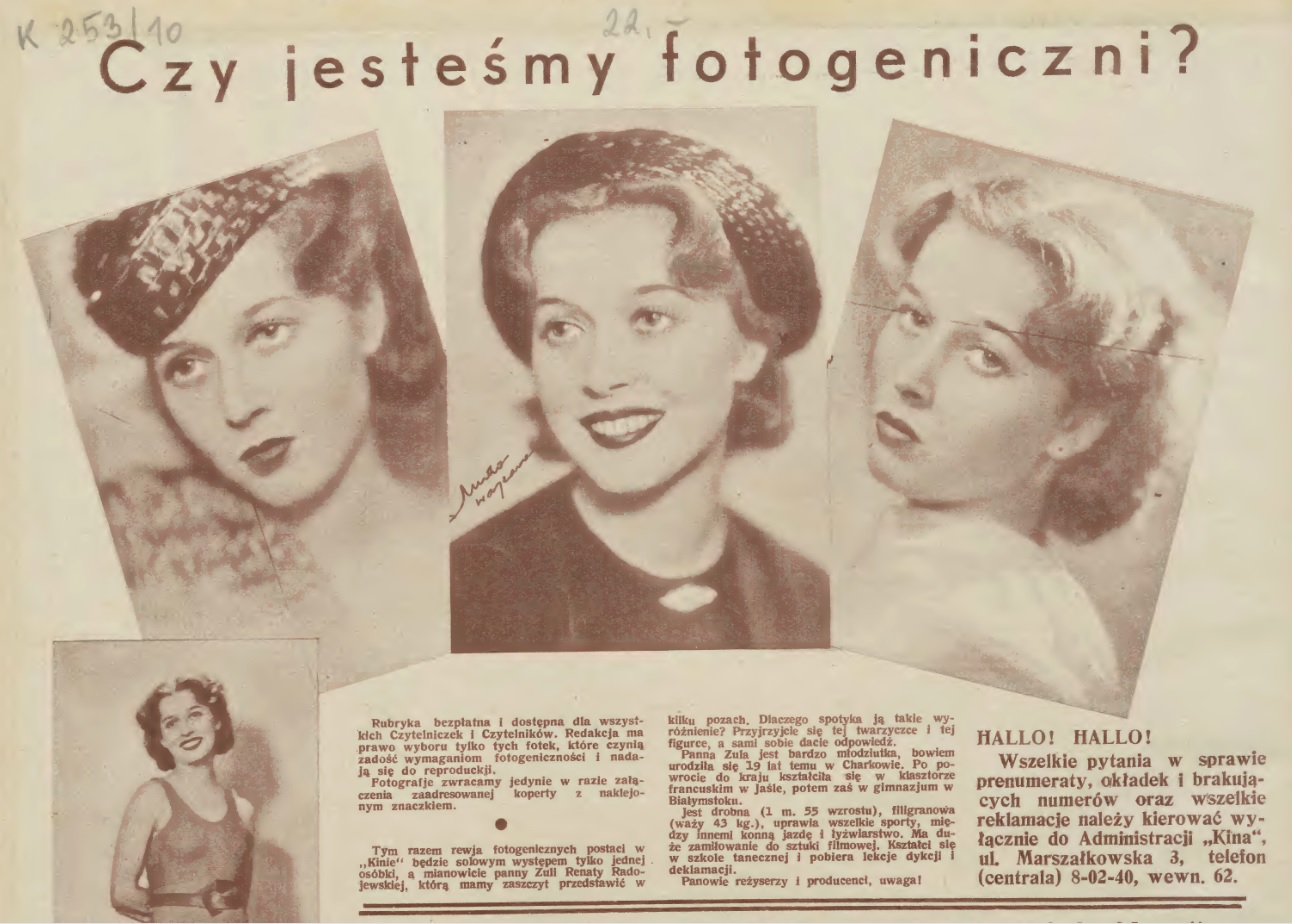 K 253/10
22.
Czy jesteśmy fotogeniczni?
Rubryka bezpłatna i dostępna dla wszyst-
kich Czytelniczek i Czytelników. Redakcja ma
prawo wyboru tylko tych fotek, które czynią
zadość wymaganiom fotogeniczności i nada-
ją się do reproduckji.
Fotografje zwracamy jedynie w razie załą-
czenia zaadresowanej koperty z naklejo-
nym znaczkiem.
Tym razem rewja fotogenicznych postaci w
„Kinie“ będzie solowym występem tylko jednej
osóbki, a mianowicie panny Zuli Renaty Rado-
jewskiej, którą mamy zaszczyt przedstawić w
kilku pozach. Dlaczego spotyka ją takie wy-
różnienie? Przyjrzyjcie się tej twarzyczce i tej
figurce, a sami sobie dacie odpowiedź.
Panna Zula jest bardzo młodziutka, bowiem
urodziła się 19 lat temu w Charkowie. Po po-
wrocie do kraju kształciła się w klasztorze
francuskim w Jaśle, potem zaś w gimnazjum w
Białymstoku.
Jest drobna (1 m. 55 wzrostu), filigranowa
(waży 43 kg.), uprawia wszelkie sporty, mię-
dzy innemi konną jazdę i łyżwiarstwo. Ma du-
że zamiłowanie do sztuki filmowej. Kształci się
w szkole tanecznej i pobiera lekcje dykcji i
deklamacji.
Panowie reżyserzy i producenci, uwaga!
HALLO! HALLO!
Wszelkie pytania w sprawie
prenumeraty, okładek i brakują-
cych numerów oraz wszelkie
reklamacje należy kierować wy-
łącznie do Administracji „Kina“,
ul. Marszałkowska 3, telefon
(centrala) 8-02-40, wewn. 62.